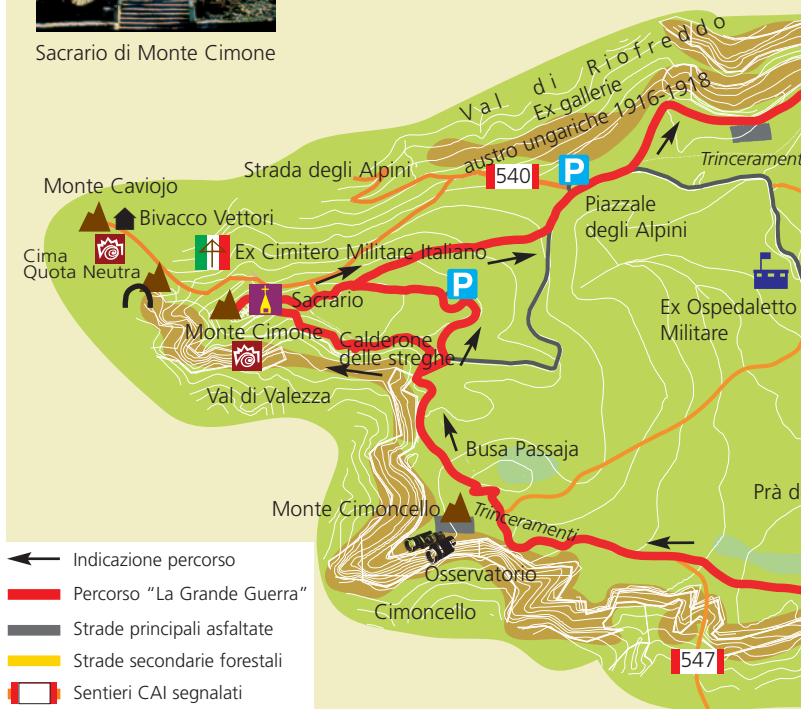 Sacrario di Monte Cimone
Val di Riofreddo
Ex gallerie
austro ungariche 1916-1918
Trinceramenti
Strada degli Alpini
540
P
Piazzale
degli Alpini
Monte Caviojo
Bivacco Vettori
Ex Cimitero Militare Italiano
Cima
Quota Neutra
P
Sacrario
Monte Cimone
Calderone
delle streghe
Ex Ospedaletto
Militare
Val di Valezza
Busa Passaja
Prà d
Monte Cimoncello
Trinceramenti
Osservatorio
Cimoncello
547
Indicazione percorso
Percorso “La Grande Guerra”
Strade principali asfaltate
Strade secondarie forestali
Sentieri CAI segnalati